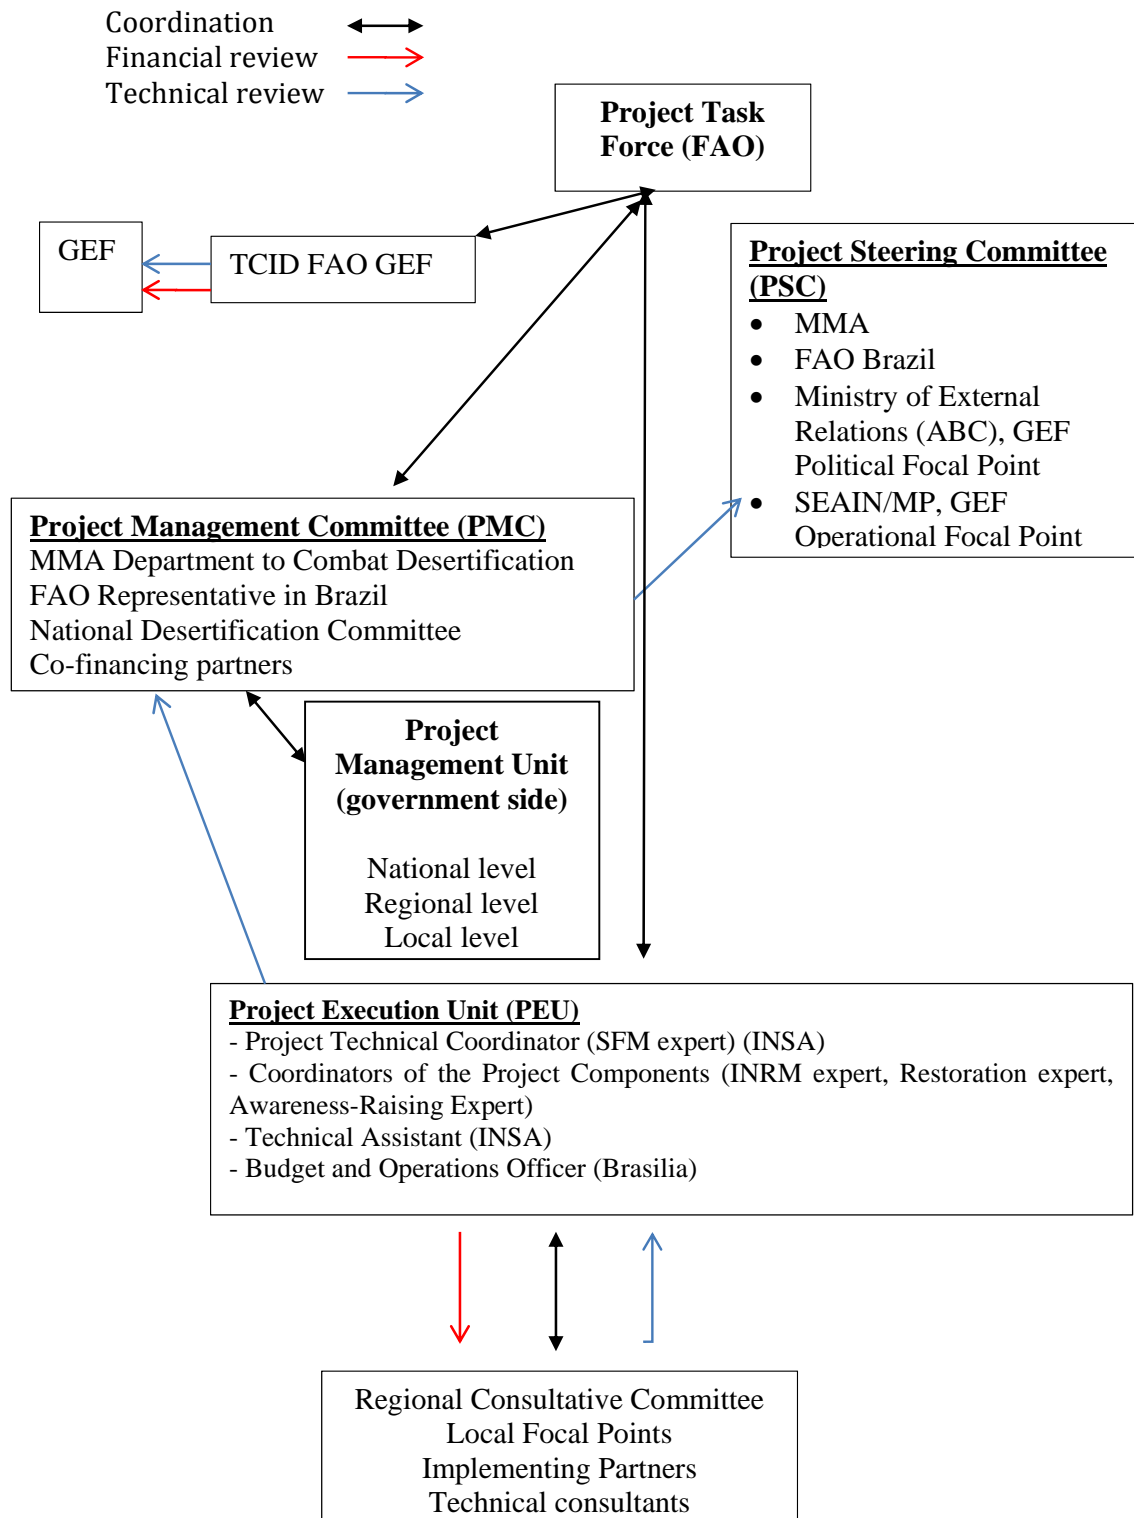 Coordination
Financial review
Technical review
Project Task
Force (FAO)
GEF
TCID FAO GEF
Project Steering Committee
(PSC)
• MMA
• FAO Brazil
• Ministry of External
Relations (ABC), GEF
Political Focal Point
• SEAIN/MP, GEF
Operational Focal Point
Project Management Committee (PMC)
MMA Department to Combat Desertification
FAO Representative in Brazil
National Desertification Committee
Co-financing partners
Project
Management Unit
(government side)
National level
Regional level
Local level
Project Execution Unit (PEU)
- Project Technical Coordinator (SFM expert) (INSA)
- Coordinators of the Project Components (INRM expert, Restoration expert,
Awareness-Raising Expert)
- Technical Assistant (INSA)
- Budget and Operations Officer (Brasilia)
Regional Consultative Committee
Local Focal Points
Implementing Partners
Technical consultants